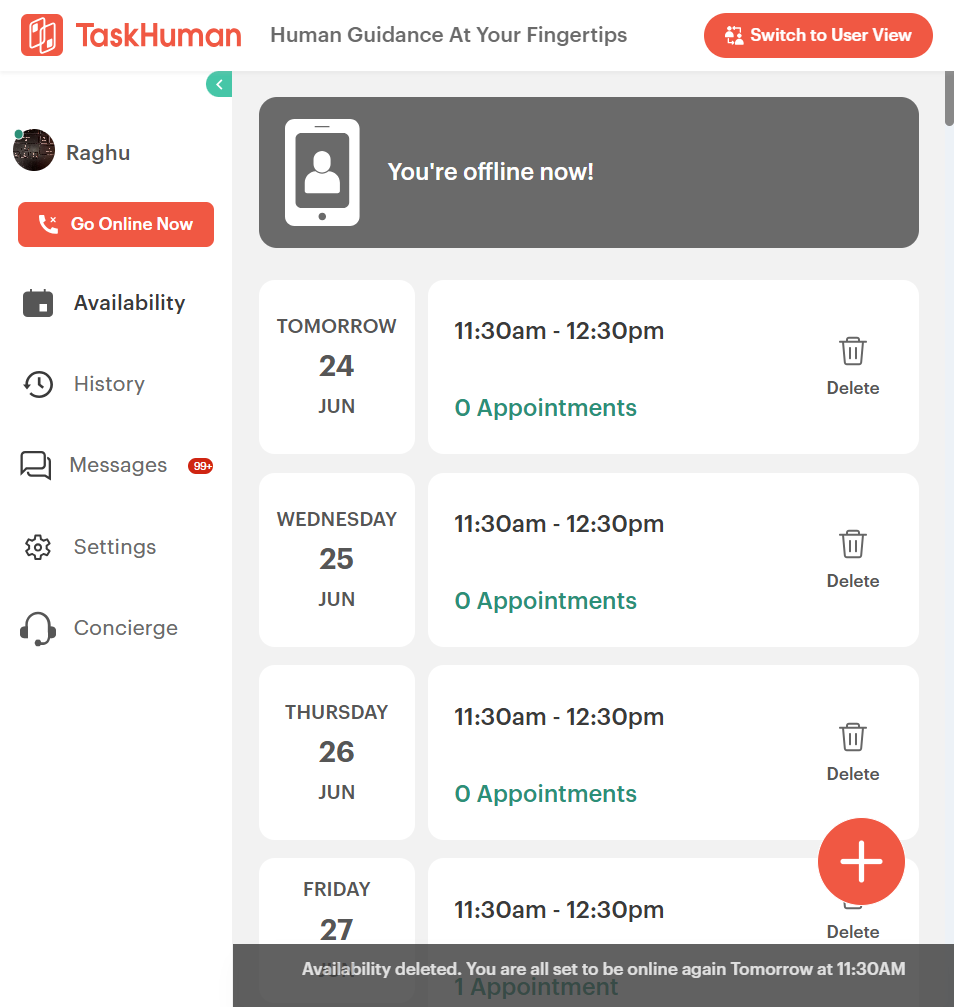 TaskHuman
Human Guidance At Your Fingertips
Switch to User View
Raghu
Go Online Now
Availability
History
Messages
99+
Settings
Concierge
You're offline now!
TOMORROW
24
JUN
11:30am - 12:30pm
0 Appointments
Delete
WEDNESDAY
25
JUN
11:30am - 12:30pm
0 Appointments
Delete
THURSDAY
26
JUN
11:30am - 12:30pm
0 Appointments
Delete
FRIDAY
27
JUN
11:30am - 12:30pm
1 Appointment
Delete
Availability deleted. You are all set to be online again Tomorrow at 11:30AM